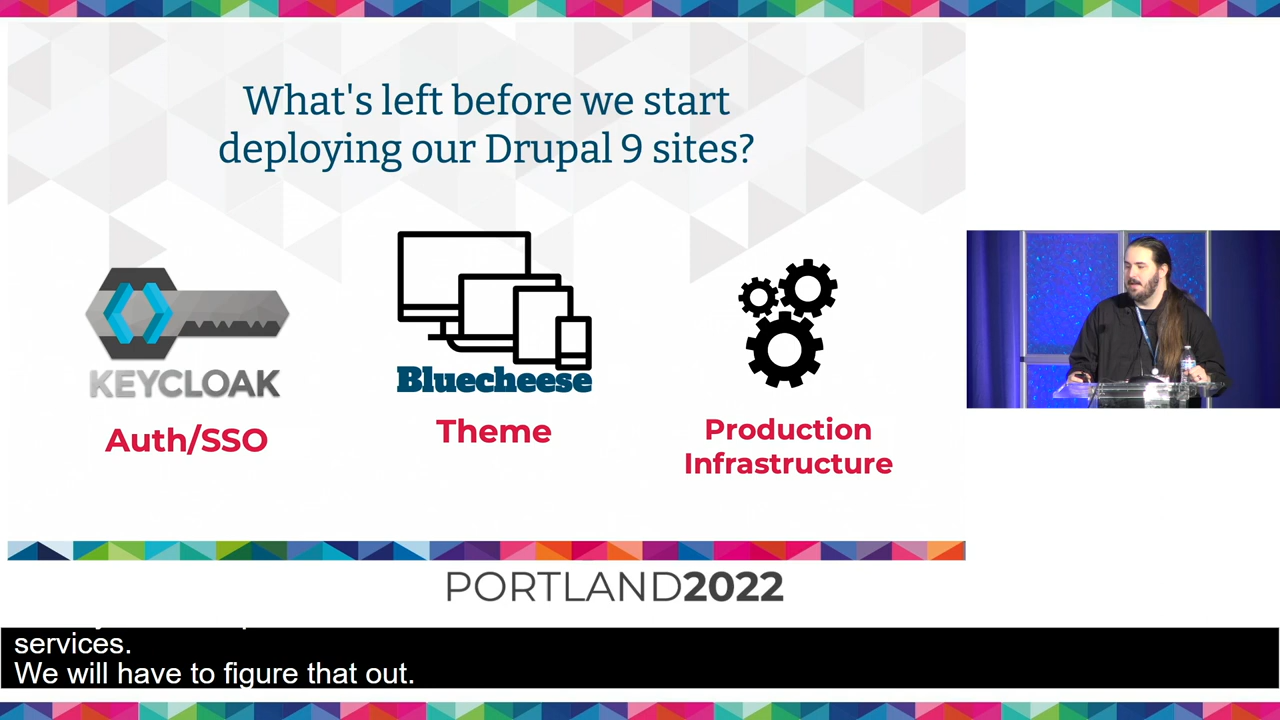 What's left before we start
deploying our Drupal 9 sites?
KEYCLOAK
Auth/SSO
Bluecheese
Theme
Production
Infrastructure
PORTLAND2022
services.
We will have to figure that out.